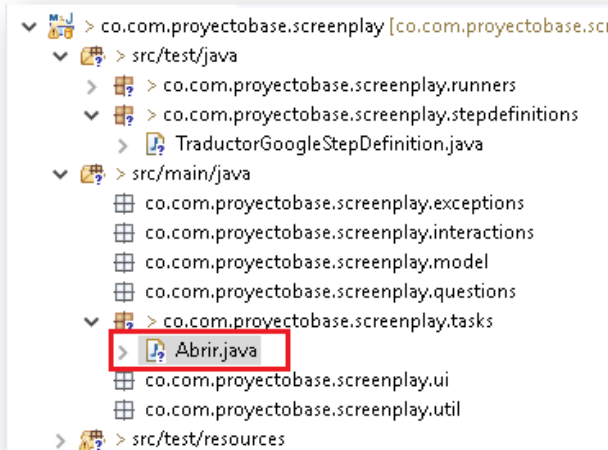 > co.com.proyectobase.screenplay [co.com.proyectobase.scr
> src/test/java
> co.com.proyectobase.screenplay.runners
> co.com.proyectobase.screenplay.stepdefinitions
TraductorGoogleStepDefinition.java
> src/main/java
co.com.proyectobase.screenplay.exceptions
co.com.proyectobase.screenplay.interactions
co.com.proyectobase.screenplay.model
co.com.proyectobase.screenplay.questions
> co.com.proyectobase.screenplay.tasks
Abrir.java
co.com.proyectobase.screenplay.ui
co.com.proyectobase.screenplay.util
> src/test/resources